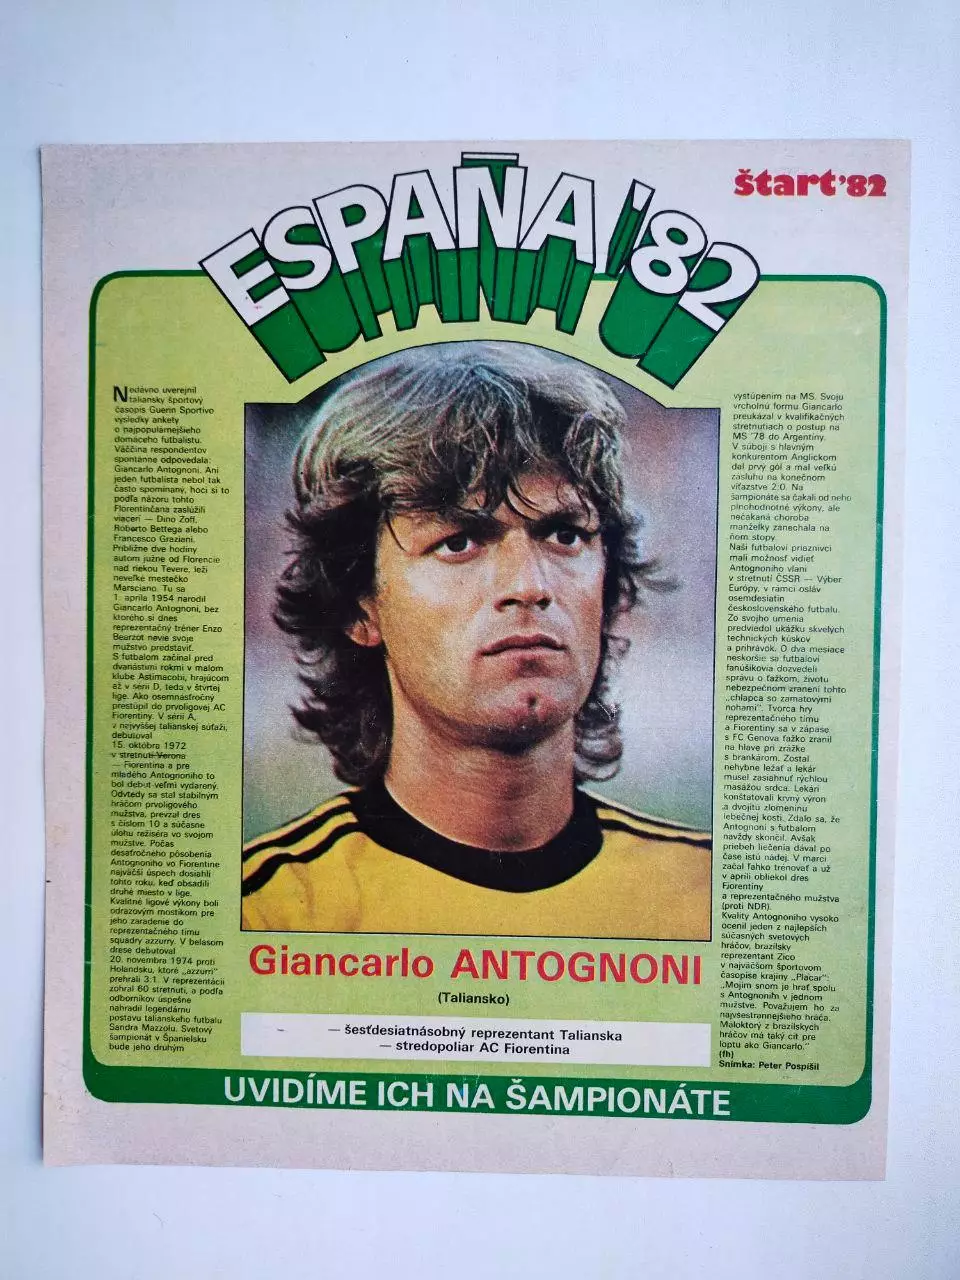 ESPAÑA '82
štart'82
Nedávno uverejnil
taliansky športový
časopis Guerin Sportivo
výsledky ankety
o najpopulárnejšieho
domáceho futbalistu.
Väččina respondentov
spontánne odpovedala:
Giancarlo Antognoni. Ani
jeden futbalista nebol tak
často spomínaný, hoci si to
podľa názoru tohto
Florentinčana zaslúžili
viacerí — Dino Zoff,
Roberto Bettega alebo
Francesco Graziani.
Približne dve hodiny
autom južne od Florencie
nad riekou Tevere, leží
neveľké mestečko
Marsciano. Tu sa
1. apríla 1954 narodil
Giancarlo Antognoni, bez
ktorého si dnes
reprezentačný tréner Enzo
Bearzot nevie svoje
mužstvo predstaviť.
S futbalom začínal pred
dvanástimi rokmi v malom
klube Astimacobi, hrajúcom
až v sérii D, teda v štvrtej
lige. Ako osemnásťročný
prestúpil do prvoligovej AC
Fiorentiny. V sérii A,
v najvyššej talianskej súťaži,
debutoval
15. októbra 1972
v stretnutí Verona
— Fiorentina a pre
mladého Antognoniho to
bol debut veľmi vydarený.
Odvtedy sa stal stabilným
hráčom prvoligového
mužstva, prevzal dres
s číslom 10 a súčasne
úlohu režiséra vo svojom
mužstve. Počas
desaťročného pôsobenia
Antognoniho vo Fiorentine
najväčší úspech dosiahli
tohto roku, keď obsadili
druhé miesto v lige.
Kvalitné ligové výkony boli
odrazovým mostíkom pre
jeho zaradenie do
reprezentačného tímu
squadry azzurry. V belasom
drese debutoval
20. novembra 1974 proti
Holandsku, ktoré „azzurri"
prehrali 3:1. V reprezentácii
zohral 60 stretnutí, a podľa
odborníkov úspešne
nahradil legendárnu
postavu talianskeho futbalu
Sandra Mazzolu. Svetový
šampionát v Španielsku
bude jeho druhým
vystúpením na MS. Svoju
vrcholnú formu Giancarlo
preukázal v kvalifikačných
stretnutiach o postup na
MS '78 do Argentíny.
V súboji s hlavným
konkurentom Anglickom
dal prvý gól a mal veľkú
zásluhu na konečnom
víťazstve 2:0. Na
šampionáte sa čakali od neho
plnohodnotné výkony, ale
nečakaná choroba
manželky zanechala na
ňom stopy.
Naši futbaloví priaznivci
mali možnosť vidieť
Antognoniho vlani
v stretnutí ČSSR — Výber
Európy, v rámci osláv
osemdesiatin
československého futbalu.
Zo svojho umenia
predviedol ukážku skvelých
technických kúskov
a prihrávok. O dva mesiace
neskoršie sa futbaloví
fanúšikovia dozvedeli
správu o ťažkom, životu
nebezpečnom zranení tohto
„chlapca so zamatovými
nohami". Tvorca hry
reprezentačného tímu
a Fiorentiny sa v zápase
s FC Genova ťažko zranil
na hlave pri zrážke
s brankárom. Zostal
nehybne ležať a lekár
musel zasiahnuť rýchlou
masážou srdca. Lekári
konštatovali krvný výron
a dvojitú zlomeninu
lebečnej kosti. Zdalo sa, že
Antognoni s futbalom
navždy skončil. Avšak
priebeh liečenia dával po
čase istú nádej. V marci
začal ľahko trénovať a už
v apríli obliekol dres
Fiorentiny
a reprezentačného mužstva
(proti NDR).
Kvality Antognoniho vysoko
ocenil jeden z najlepších
súčasných svetových
hráčov, brazílsky
reprezentant Zico
v najväčšom športovom
časopise krajiny „Placar":
„Mojím snom je hrať spolu
s Antognonim v jednom
mužstve. Považujem ho za
najvšestrannejšieho hráča.
Máloktorý z brazílskych
hráčov má taký cit pre
loptu ako Giancarlo."
(fh)
Snímka: Peter Pospíšil
Giancarlo ANTOGNONI
(Taliansko)
— šesťdesiatnásobný reprezentant Talianska
— stredopoliar AC Fiorentina
UVIDÍME ICH NA ŠAMPIONÁTE